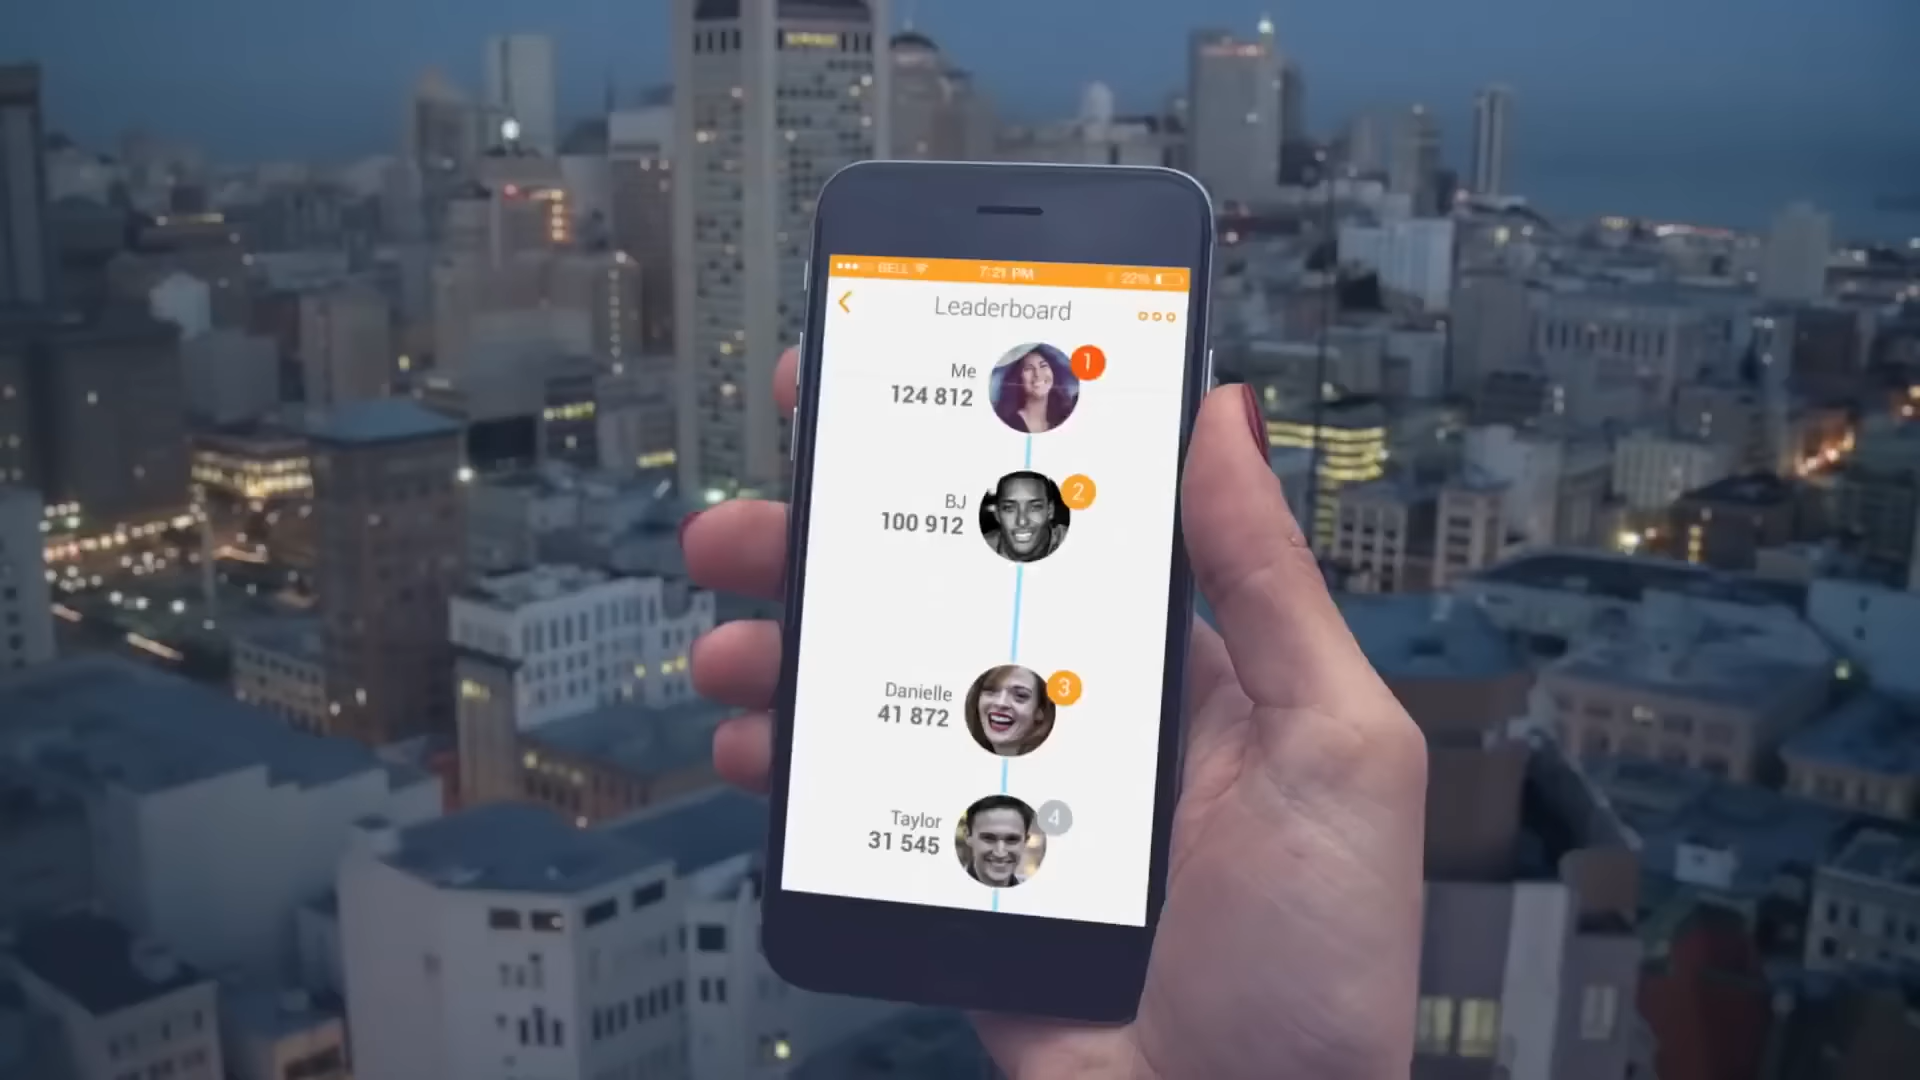 BELL 7:21 PM 22%
Leaderboard
Me 1
124 812
BJ 2
100 912
Danielle 3
41 872
Taylor 4
31 545